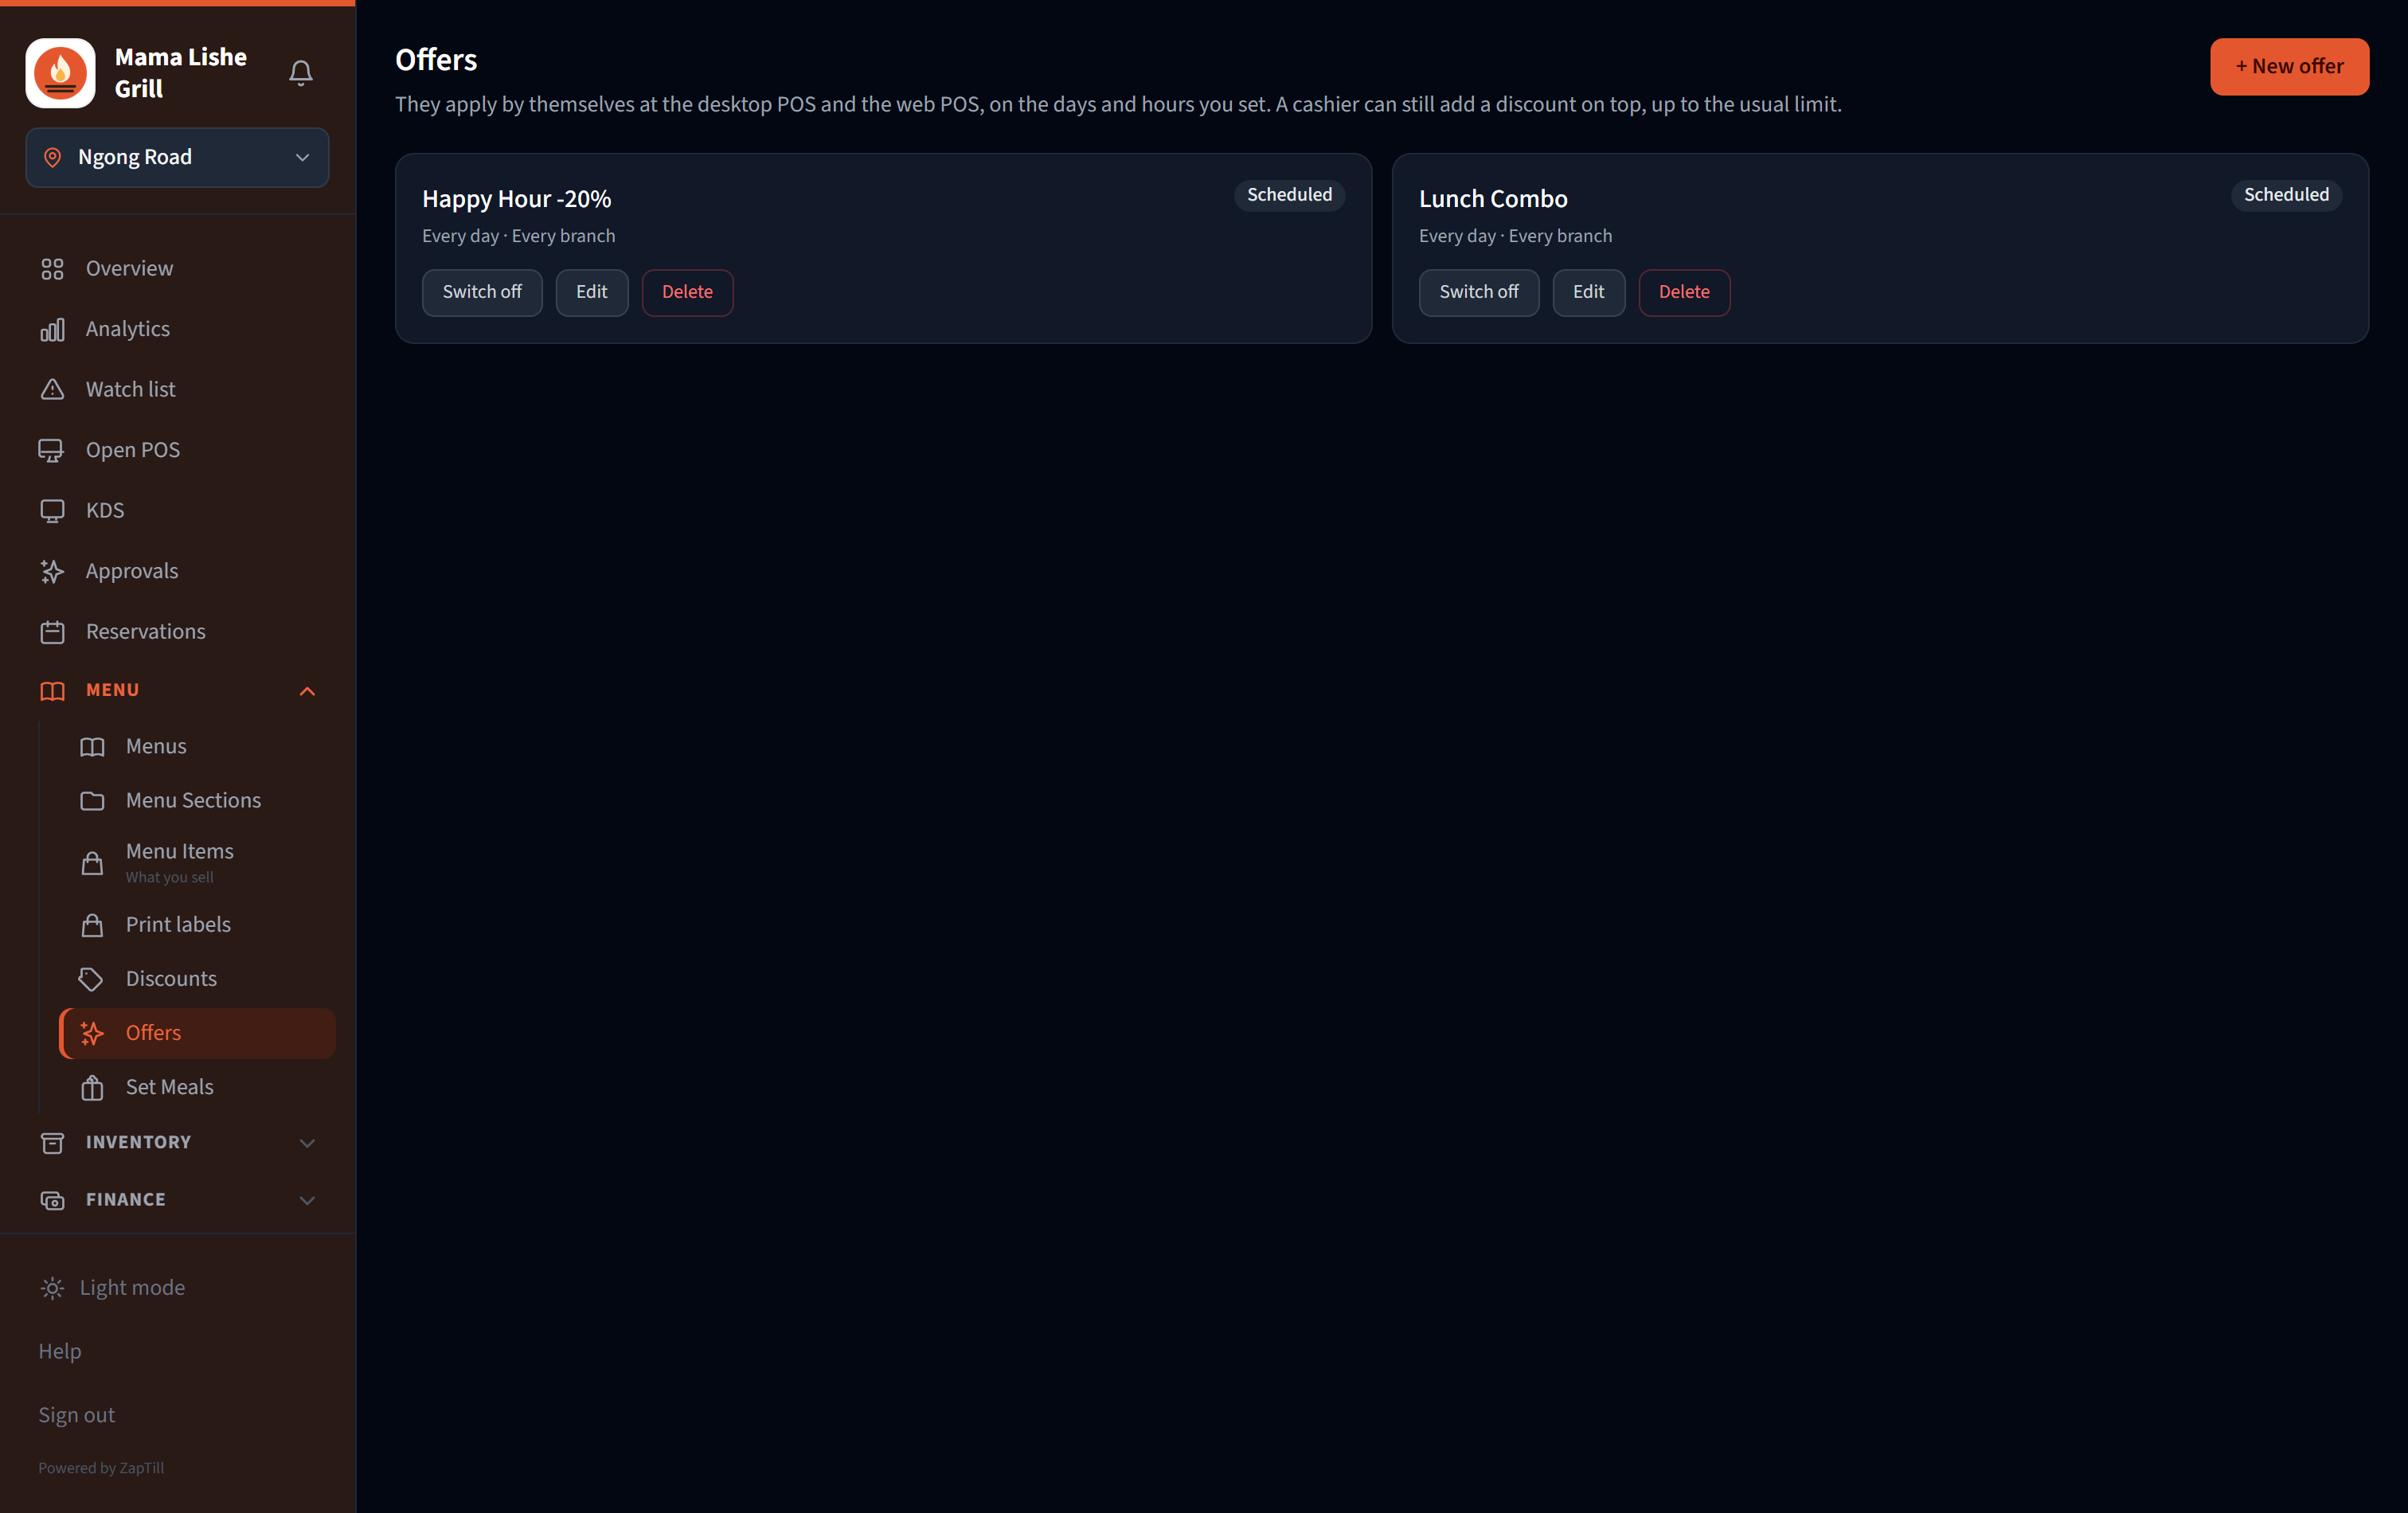 Mama Lishe
Grill
Ngong Road
Overview
Analytics
Watch list
Open POS
KDS
Approvals
Reservations
MENU
Menus
Menu Sections
Menu Items
What you sell
Print labels
Discounts
Offers
Set Meals
INVENTORY
FINANCE
Light mode
Help
Sign out
Powered by ZapTill
Offers
They apply by themselves at the desktop POS and the web POS, on the days and hours you set. A cashier can still add a discount on top, up to the usual limit.
+ New offer
Happy Hour -20%
Scheduled
Every day · Every branch
Switch off
Edit
Delete
Lunch Combo
Scheduled
Every day · Every branch
Switch off
Edit
Delete